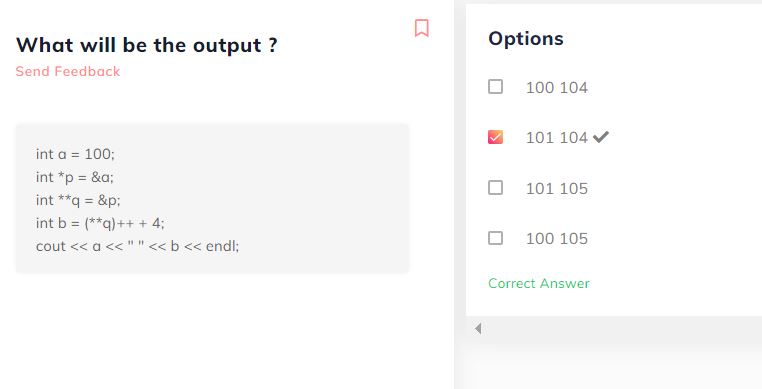 What will be the output ?
Send Feedback
int a = 100;
int *p = &a;
int **q = &p;
int b = (**q)++ + 4;
cout << a << " " << b << endl;
Options
100 104
101 104
101 105
100 105
Correct Answer